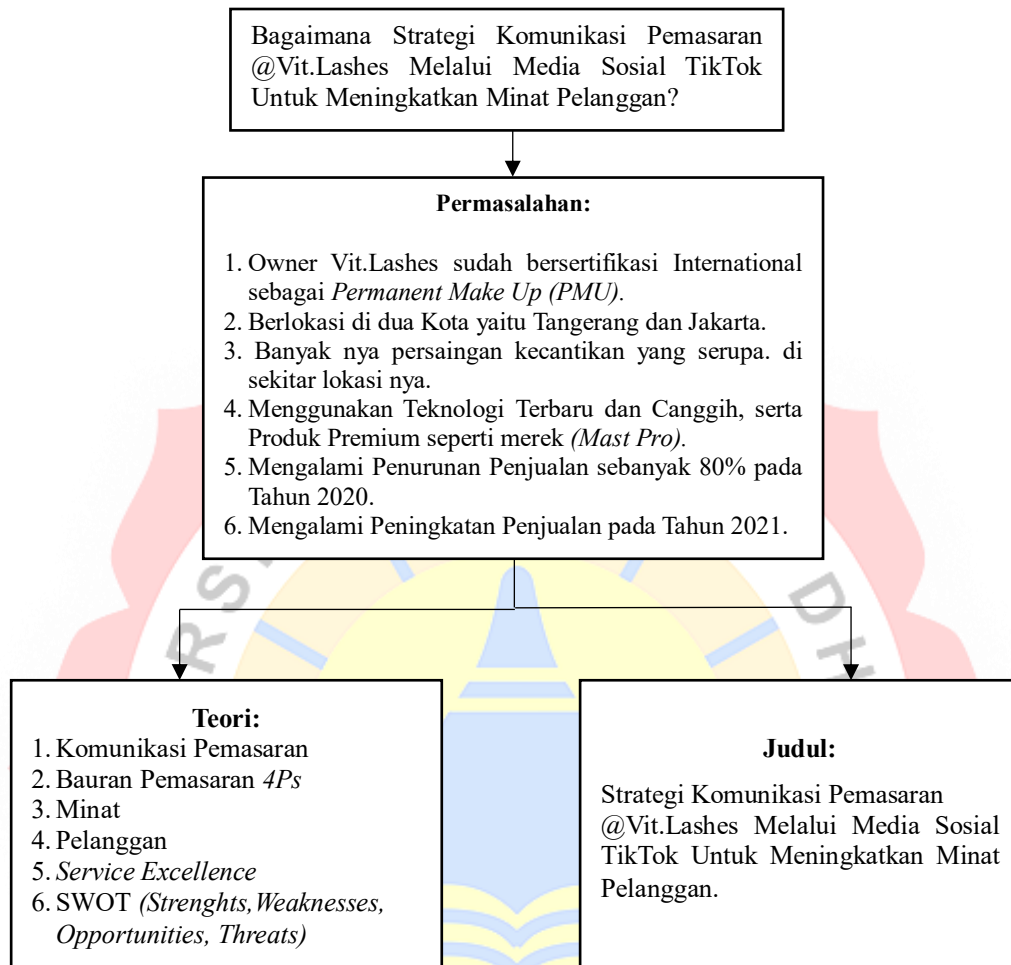 Bagaimana Strategi Komunikasi Pemasaran
@Vit.Lashes Melalui Media Sosial TikTok
Untuk Meningkatkan Minat Pelanggan?
Permasalahan:
1. Owner Vit.Lashes sudah bersertifikasi International
sebagai Permanent Make Up (PMU).
2. Berlokasi di dua Kota yaitu Tangerang dan Jakarta.
3. Banyak nya persaingan kecantikan yang serupa. di
sekitar lokasi nya.
4. Menggunakan Teknologi Terbaru dan Canggih, serta
Produk Premium seperti merek (Mast Pro).
5. Mengalami Penurunan Penjualan sebanyak 80% pada
Tahun 2020.
6. Mengalami Peningkatan Penjualan pada Tahun 2021.
Teori:
1. Komunikasi Pemasaran
2. Bauran Pemasaran 4Ps
3. Minat
4. Pelanggan
5. Service Excellence
6. SWOT (Strenghts,Weaknesses,
Opportunities, Threats)
Judul:
Strategi Komunikasi Pemasaran
@Vit.Lashes Melalui Media Sosial
TikTok Untuk Meningkatkan Minat
Pelanggan.